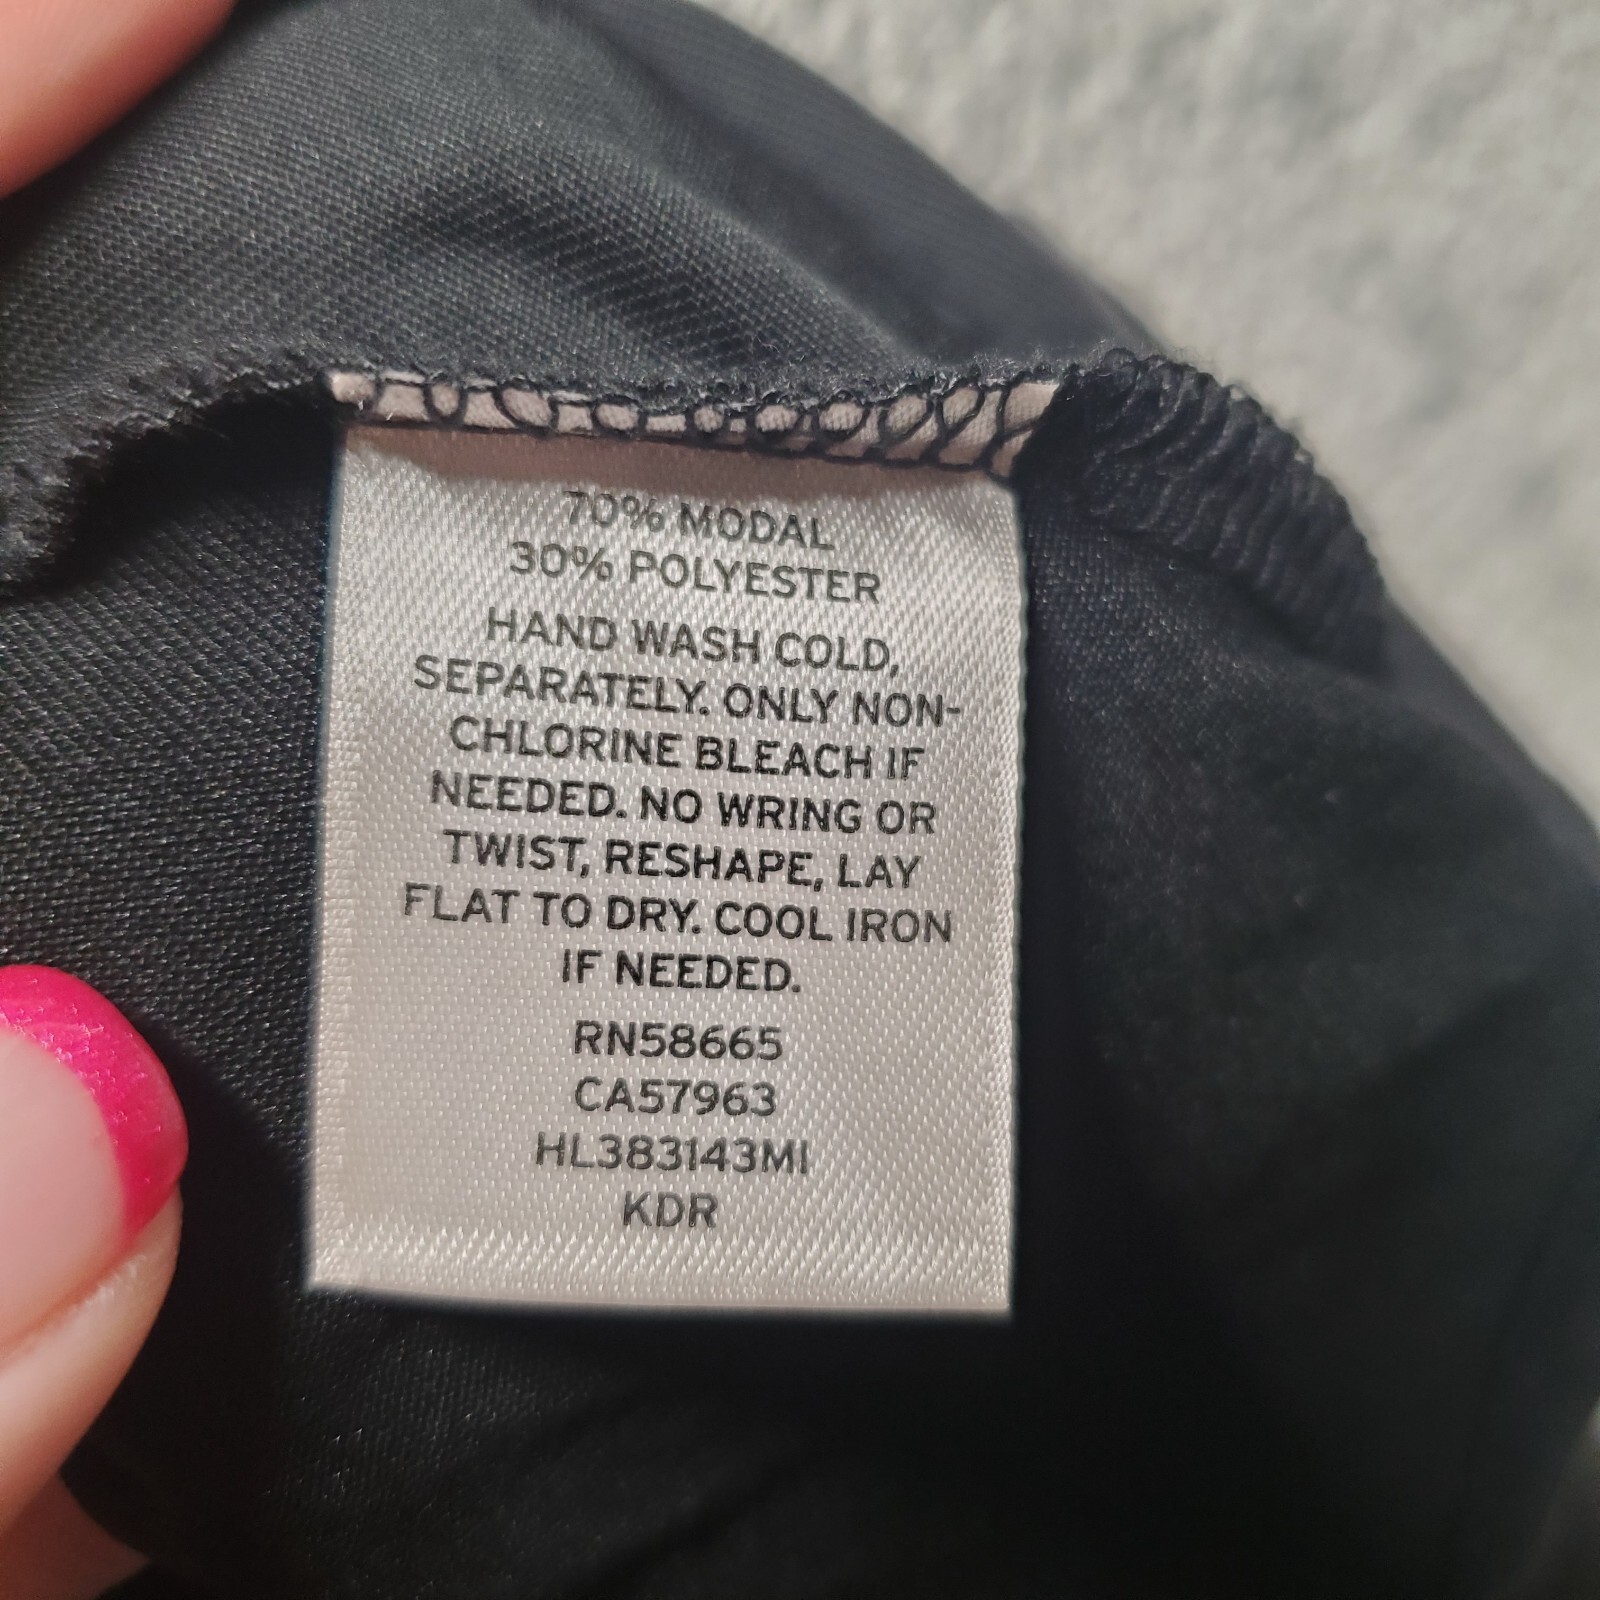 70% MODAL
30% POLYESTER
HAND WASH COLD,
SEPARATELY. ONLY NON-
CHLORINE BLEACH IF
NEEDED. NO WRING OR
TWIST, RESHAPE, LAY
FLAT TO DRY. COOL IRON
IF NEEDED.
RN58665
CA57963
HL383143MI
KDR